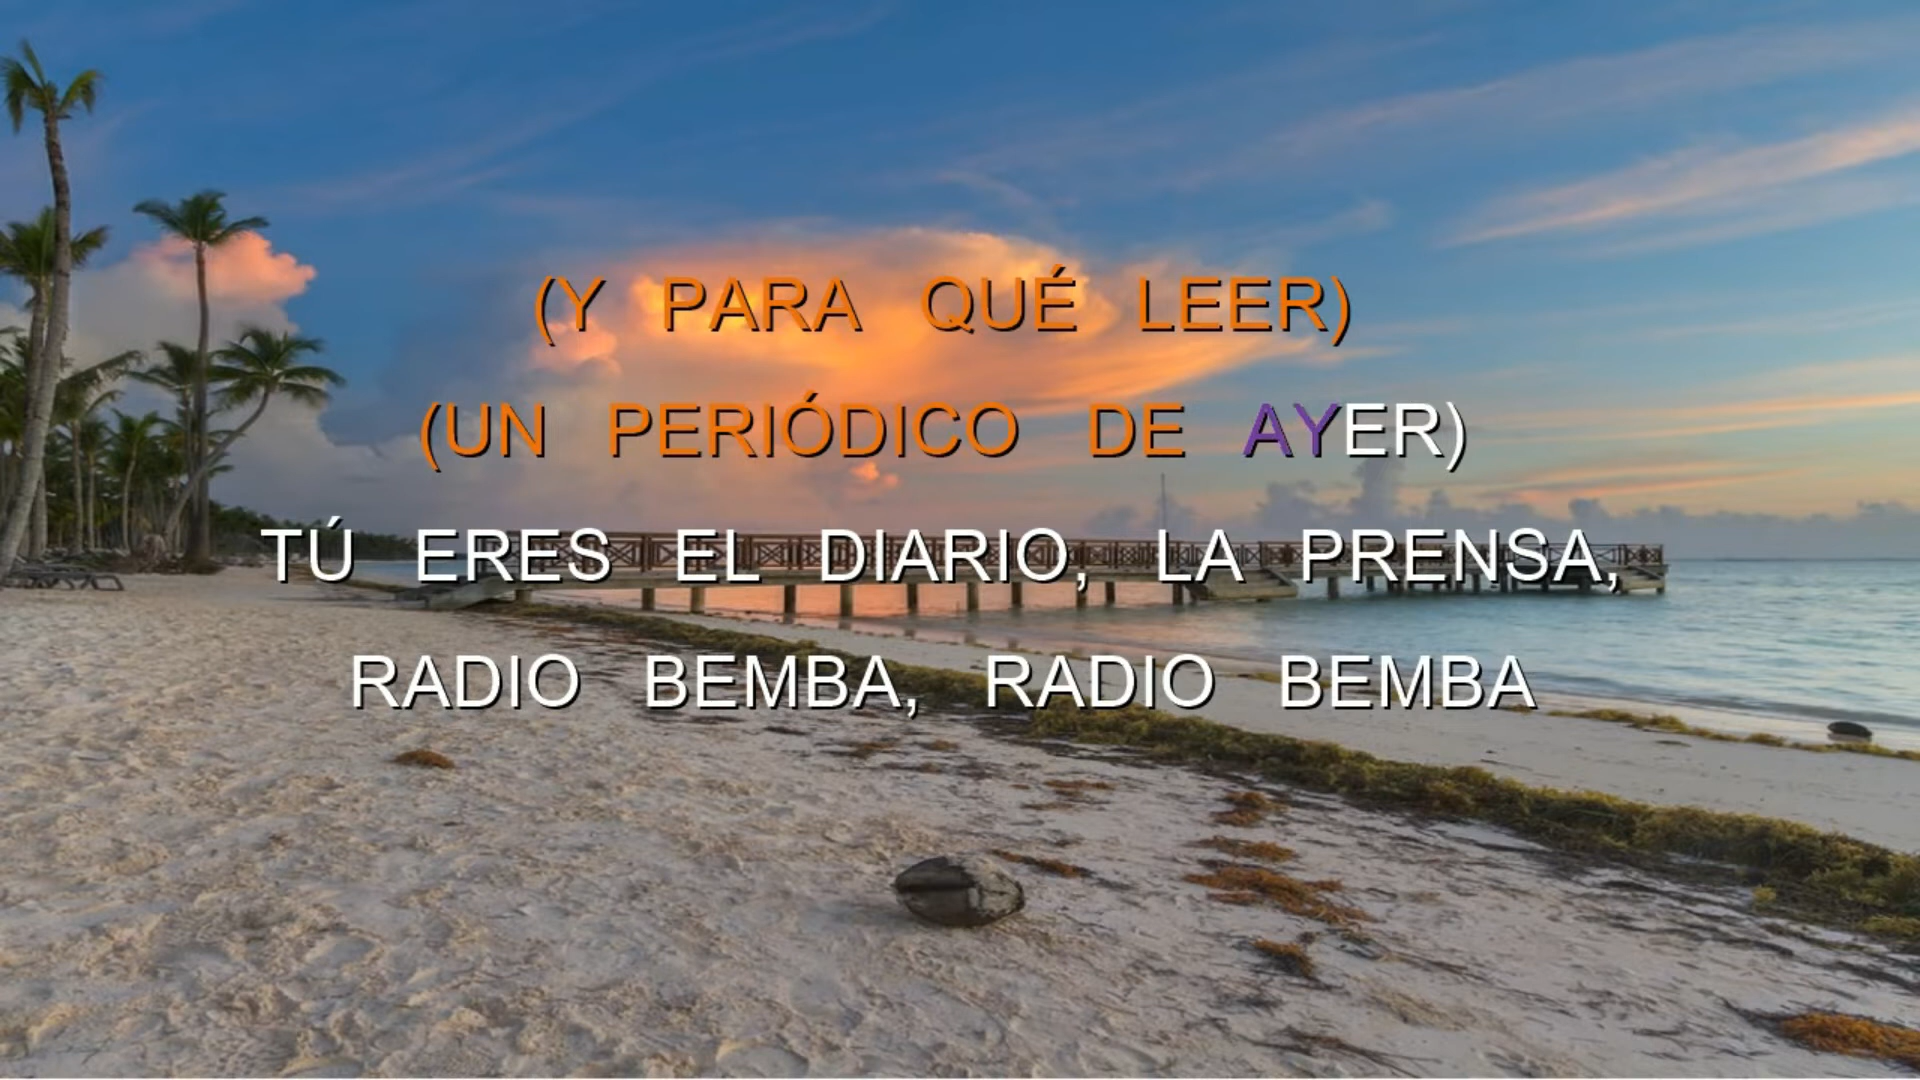 (Y PARA QUÉ LEER)
(UN PERIÓDICO DE AYER)
TÚ ERES EL DIARIO, LA PRENSA,
RADIO BEMBA, RADIO BEMBA